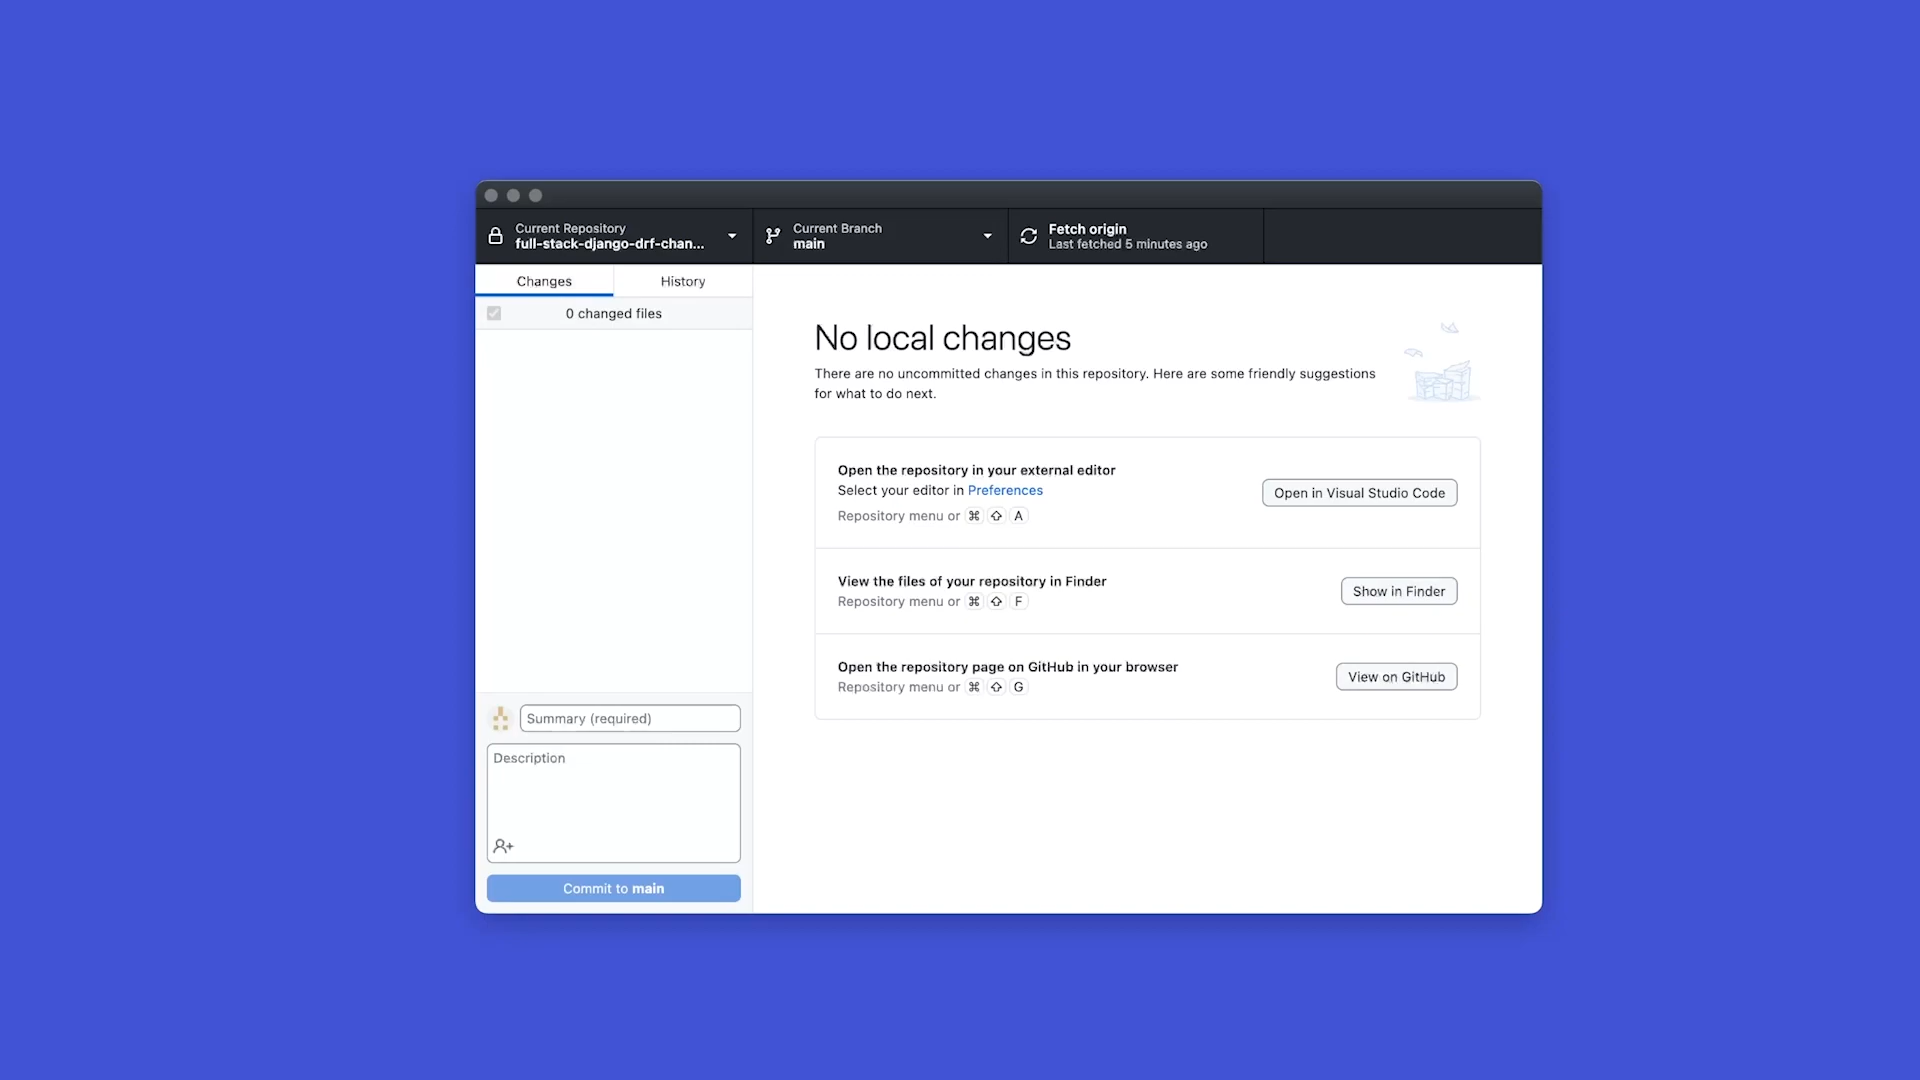 Current Repository
full-stack-django-drf-chan...
Current Branch
main
Fetch origin
Last fetched 5 minutes ago
Changes
History
0 changed files
No local changes
There are no uncommitted changes in this repository. Here are some friendly suggestions
for what to do next.
Open the repository in your external editor
Select your editor in Preferences
Repository menu or ⌘ ⇧ A
Open in Visual Studio Code
View the files of your repository in Finder
Repository menu or ⌘ ⇧ F
Show in Finder
Open the repository page on GitHub in your browser
Repository menu or ⌘ ⇧ G
View on GitHub
Summary (required)
Description
Commit to main